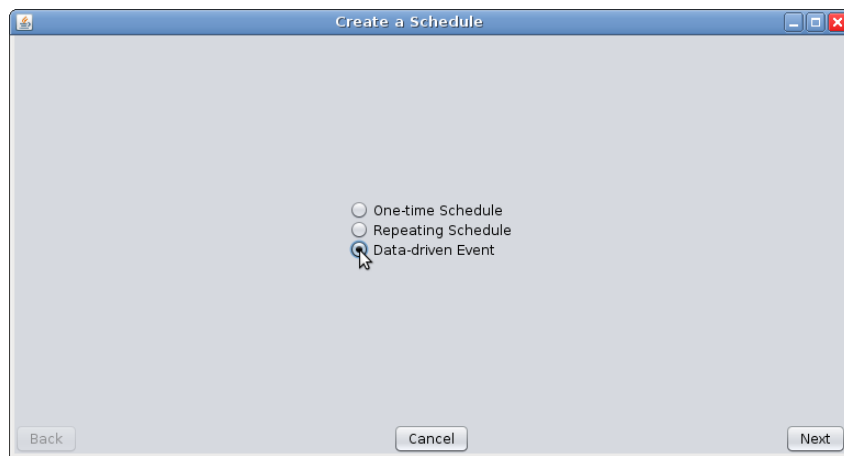 Create a Schedule
One-time Schedule
Repeating Schedule
Data-driven Event
Back Cancel Next